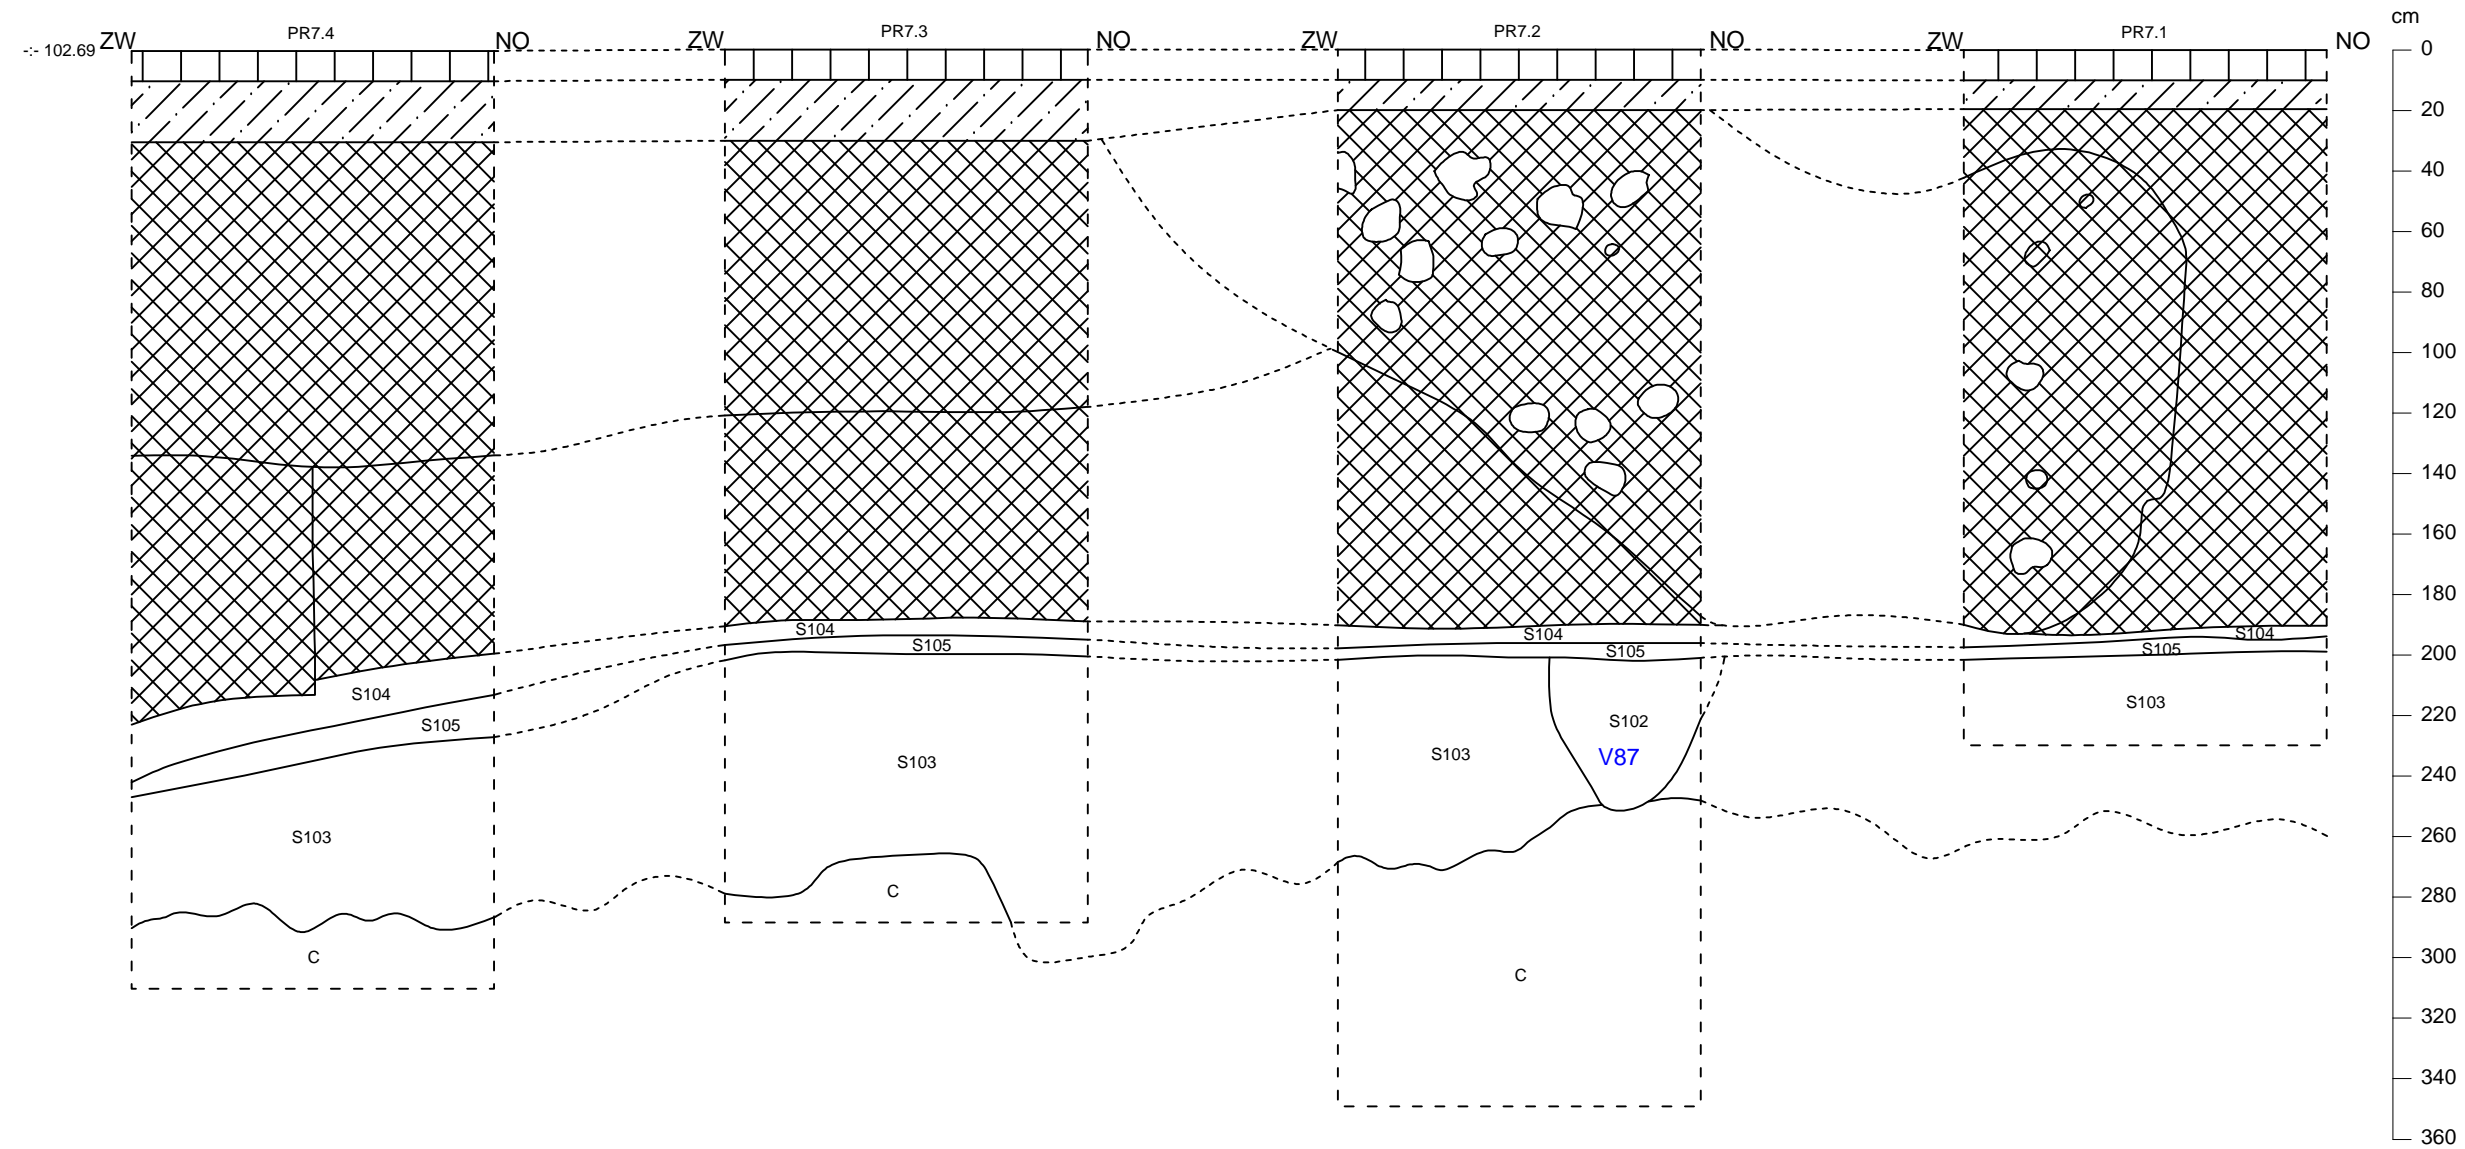 cm
PR7.4 PR7.3 PR7.2 PR7.1
-:- 102.69 ZW NO ZW NO ZW NO ZW NO 0
20
40
60
80
100
120
140
160
180
S104 S104 S104
S105 S105 S105
200
S104 S103
S105 S102 220
S103 S103 V87
240
S103 260
C 280
C C 300
320
340
360